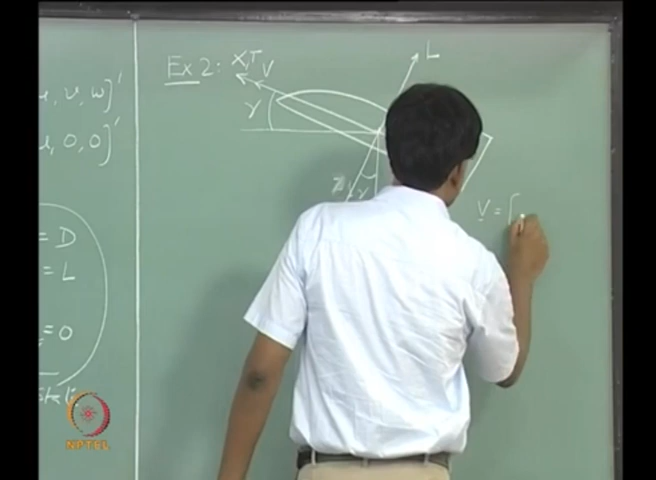 u, v, w]'
u, 0, 0]'
= D
= L
= 0
Ex 2:
X,T
V
L
γ
Z
γ
V = [
NPTEL